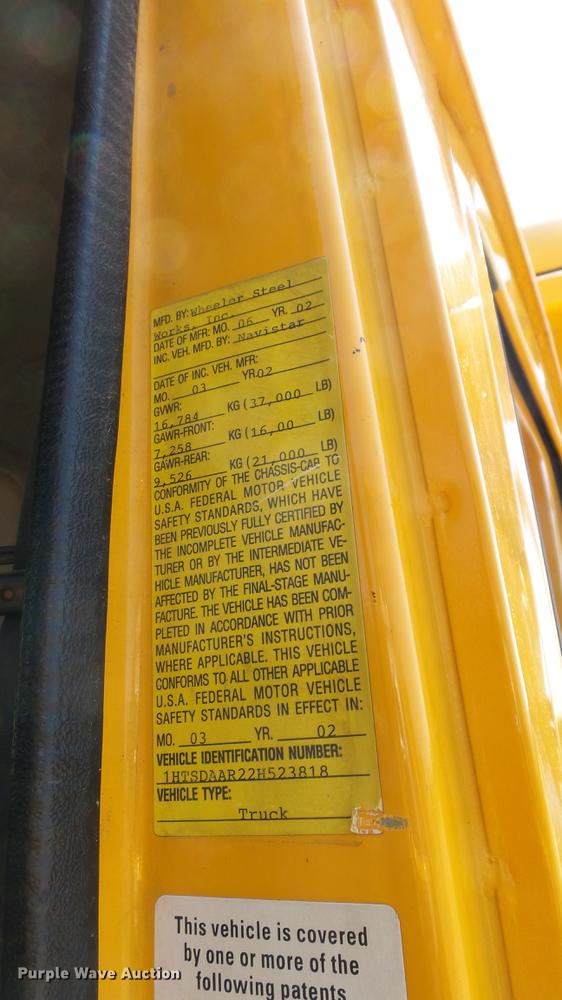 MFD. BY: Wheeler Steel
Works, Inc.
DATE OF MFR: MO. 06 YR. 02
INC. VEH. MFD. BY: Navistar
DATE OF INC. VEH. MFR:
MO. 03 YR. 02
GVWR:
16,784 KG (37,000 LB)
GAWR-FRONT:
7,258 KG (16,00 LB)
GAWR-REAR:
9,526 KG (21,000 LB)
CONFORMITY OF THE CHASSIS-CAB TO
U.S.A. FEDERAL MOTOR VEHICLE
SAFETY STANDARDS, WHICH HAVE
BEEN PREVIOUSLY FULLY CERTIFIED BY
THE INCOMPLETE VEHICLE MANUFAC-
TURER OR BY THE INTERMEDIATE VE-
HICLE MANUFACTURER, HAS NOT BEEN
AFFECTED BY THE FINAL-STAGE MANU-
FACTURE. THE VEHICLE HAS BEEN COM-
PLETED IN ACCORDANCE WITH PRIOR
MANUFACTURER'S INSTRUCTIONS,
WHERE APPLICABLE. THIS VEHICLE
CONFORMS TO ALL OTHER APPLICABLE
U.S.A. FEDERAL MOTOR VEHICLE
SAFETY STANDARDS IN EFFECT IN:
MO. 03 YR. 02
VEHICLE IDENTIFICATION NUMBER:
1HTSDAAR22H523818
VEHICLE TYPE:
Truck
This vehicle is covered
by one or more of the
following patents
Purple Wave Auction